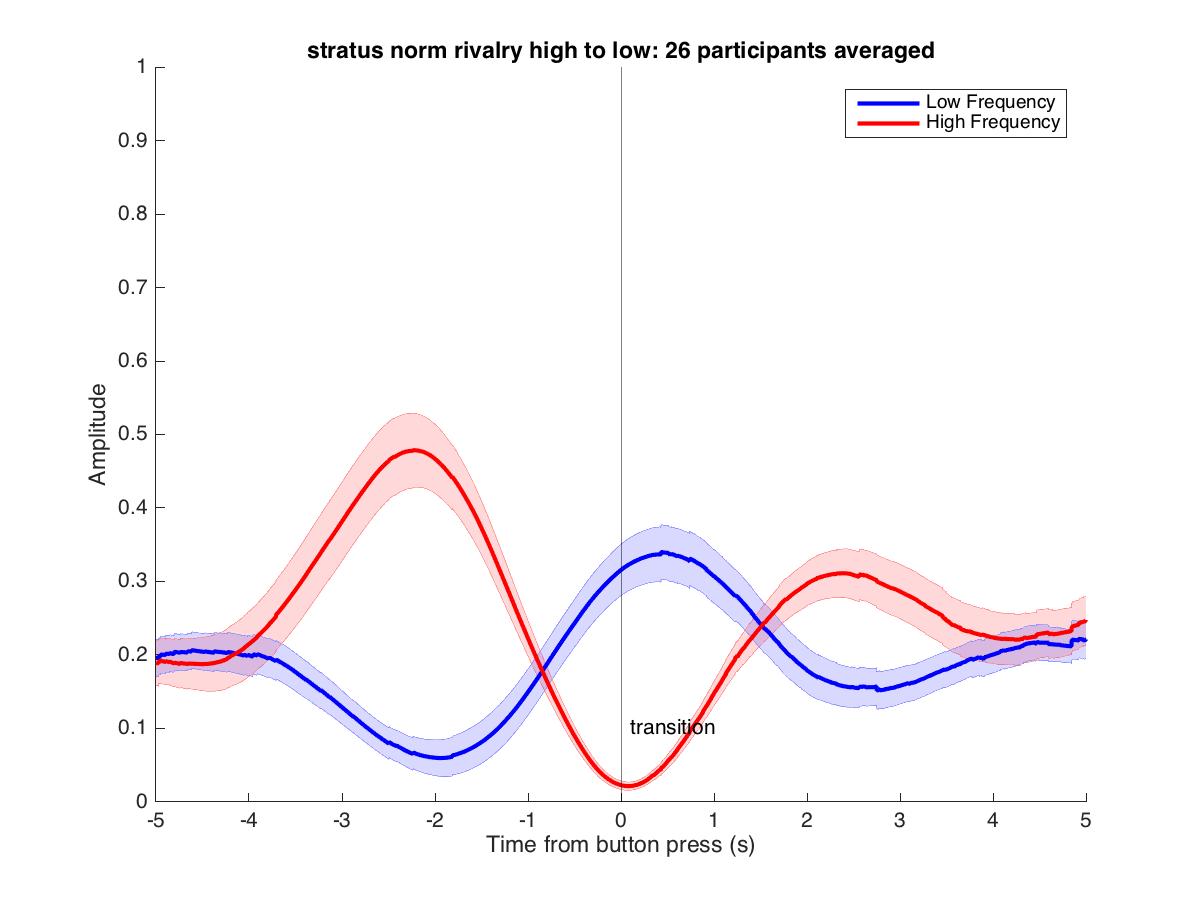 stratus norm rivalry high to low: 26 participants averaged
Low Frequency
High Frequency
1
0.9
0.8
0.7
0.6
0.5
0.4
0.3
0.2
0.1
0
Amplitude
transition
-5 -4 -3 -2 -1 0 1 2 3 4 5
Time from button press (s)